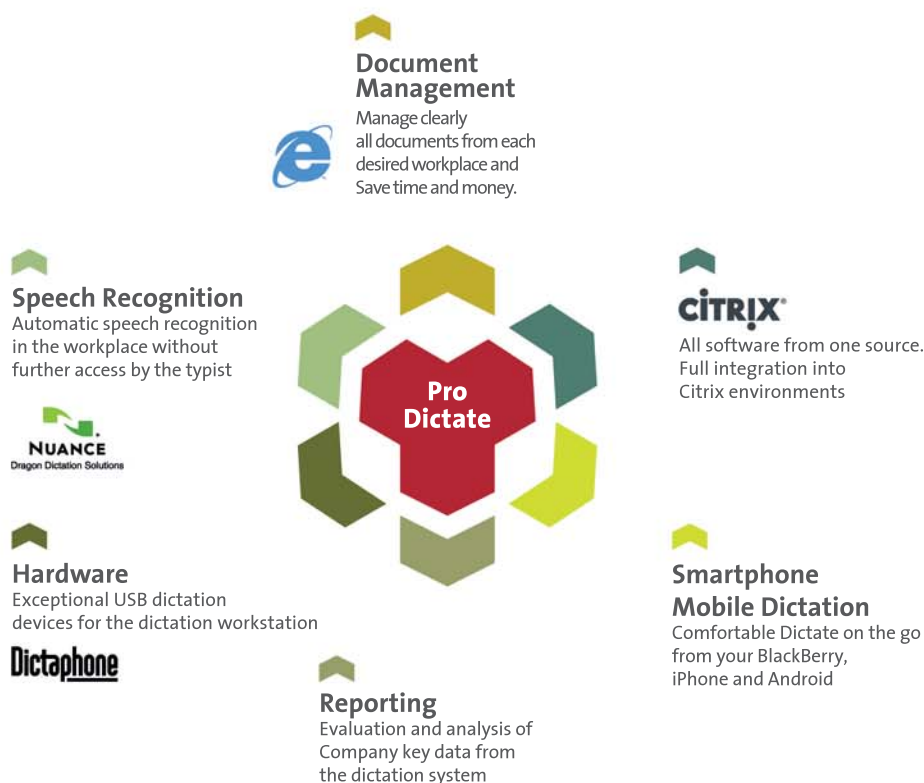 Document
Management
Manage clearly
all documents from each
desired workplace and
Save time and money.
Speech Recognition
Automatic speech recognition
in the workplace without
further access by the typist
NUANCE
Dragon Dictation Solutions
CITRIX®
All software from one source.
Full integration into
Citrix environments
Pro
Dictate
Hardware
Exceptional USB dictation
devices for the dictation workstation
Dictaphone
Smartphone
Mobile Dictation
Comfortable Dictate on the go
from your BlackBerry,
iPhone and Android
Reporting
Evaluation and analysis of
Company key data from
the dictation system